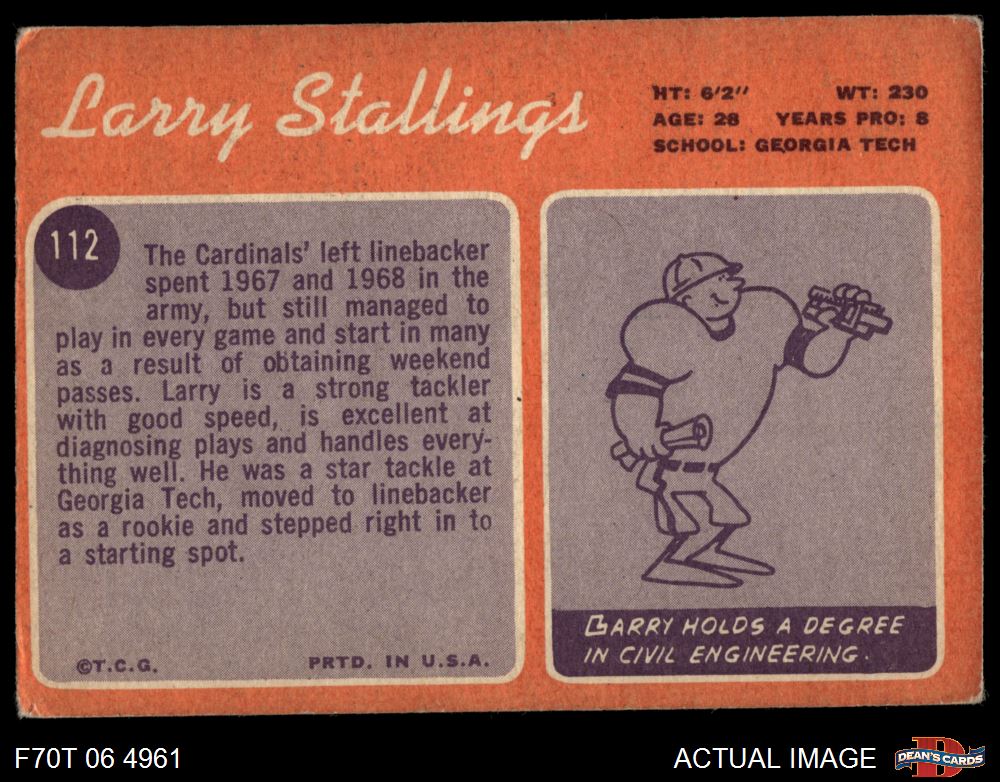 Larry Stallings
HT: 6'2" WT: 230
AGE: 28 YEARS PRO: 8
SCHOOL: GEORGIA TECH
112
The Cardinals' left linebacker
spent 1967 and 1968 in the
army, but still managed to
play in every game and start in many
as a result of obtaining weekend
passes. Larry is a strong tackler
with good speed, is excellent at
diagnosing plays and handles every-
thing well. He was a star tackle at
Georgia Tech, moved to linebacker
as a rookie and stepped right in to
a starting spot.
©T.C.G. PRTD. IN U.S.A.
LARRY HOLDS A DEGREE
IN CIVIL ENGINEERING.
F70T 06 4961
ACTUAL IMAGE
D
DEAN'S CARDS